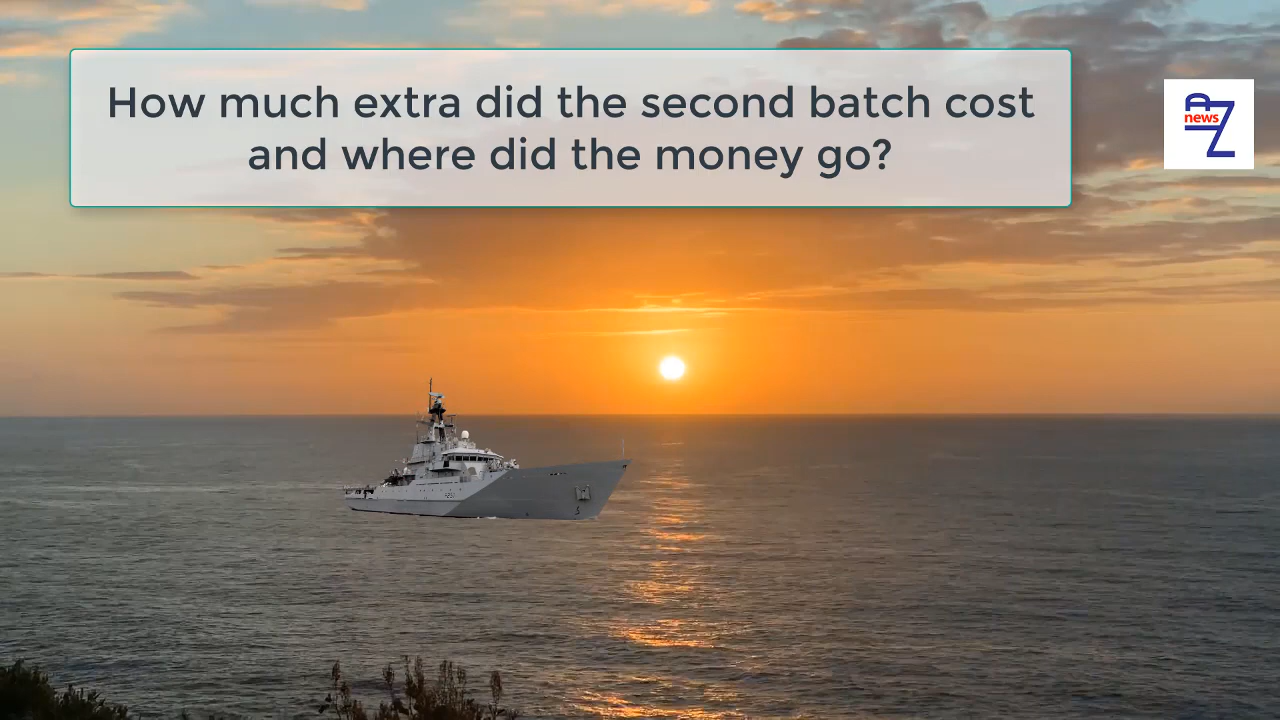 How much extra did the second batch cost
and where did the money go?
A
news
Z